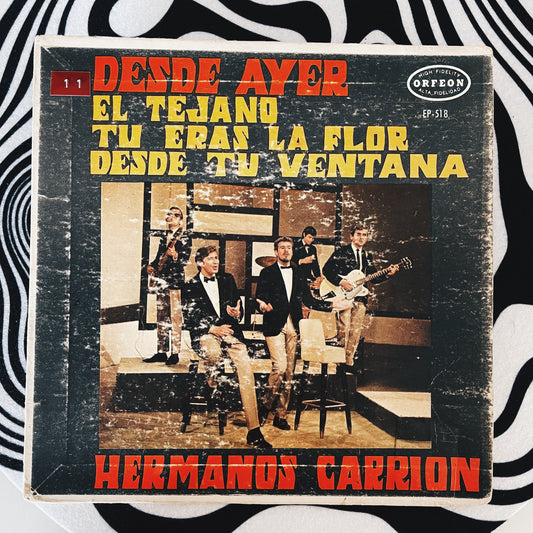 11
DESDE AYER
EL TEJANO
TU ERAS LA FLOR
DESDE TU VENTANA
HIGH FIDELITY
ORFEON
ALTA FIDELIDAD
EP-518
HERMANOS CARRION